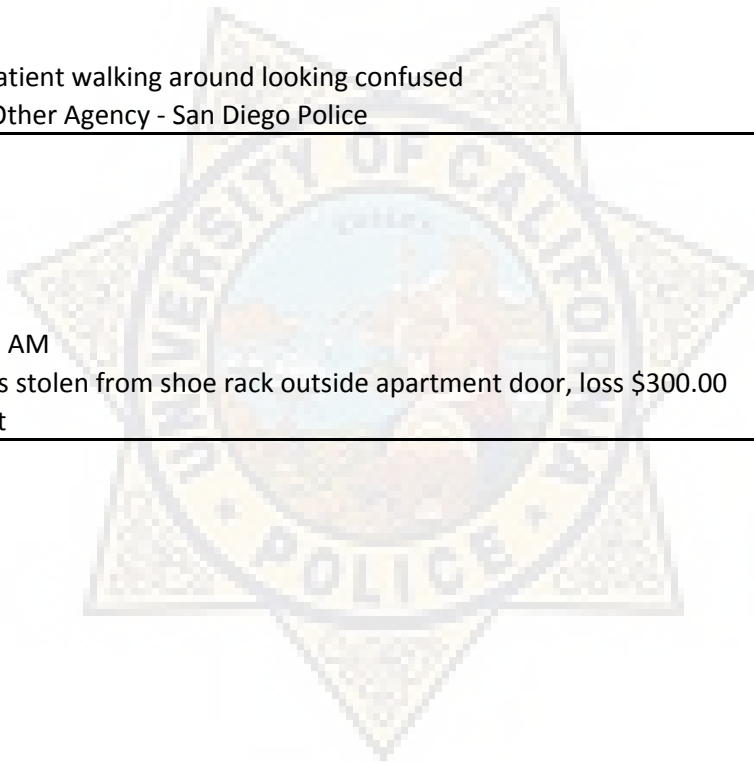 atient walking around looking confused
Other Agency - San Diego Police
AM
s stolen from shoe rack outside apartment door, loss $300.00
t
UNIVERSITY OF CALIFORNIA
POLICE